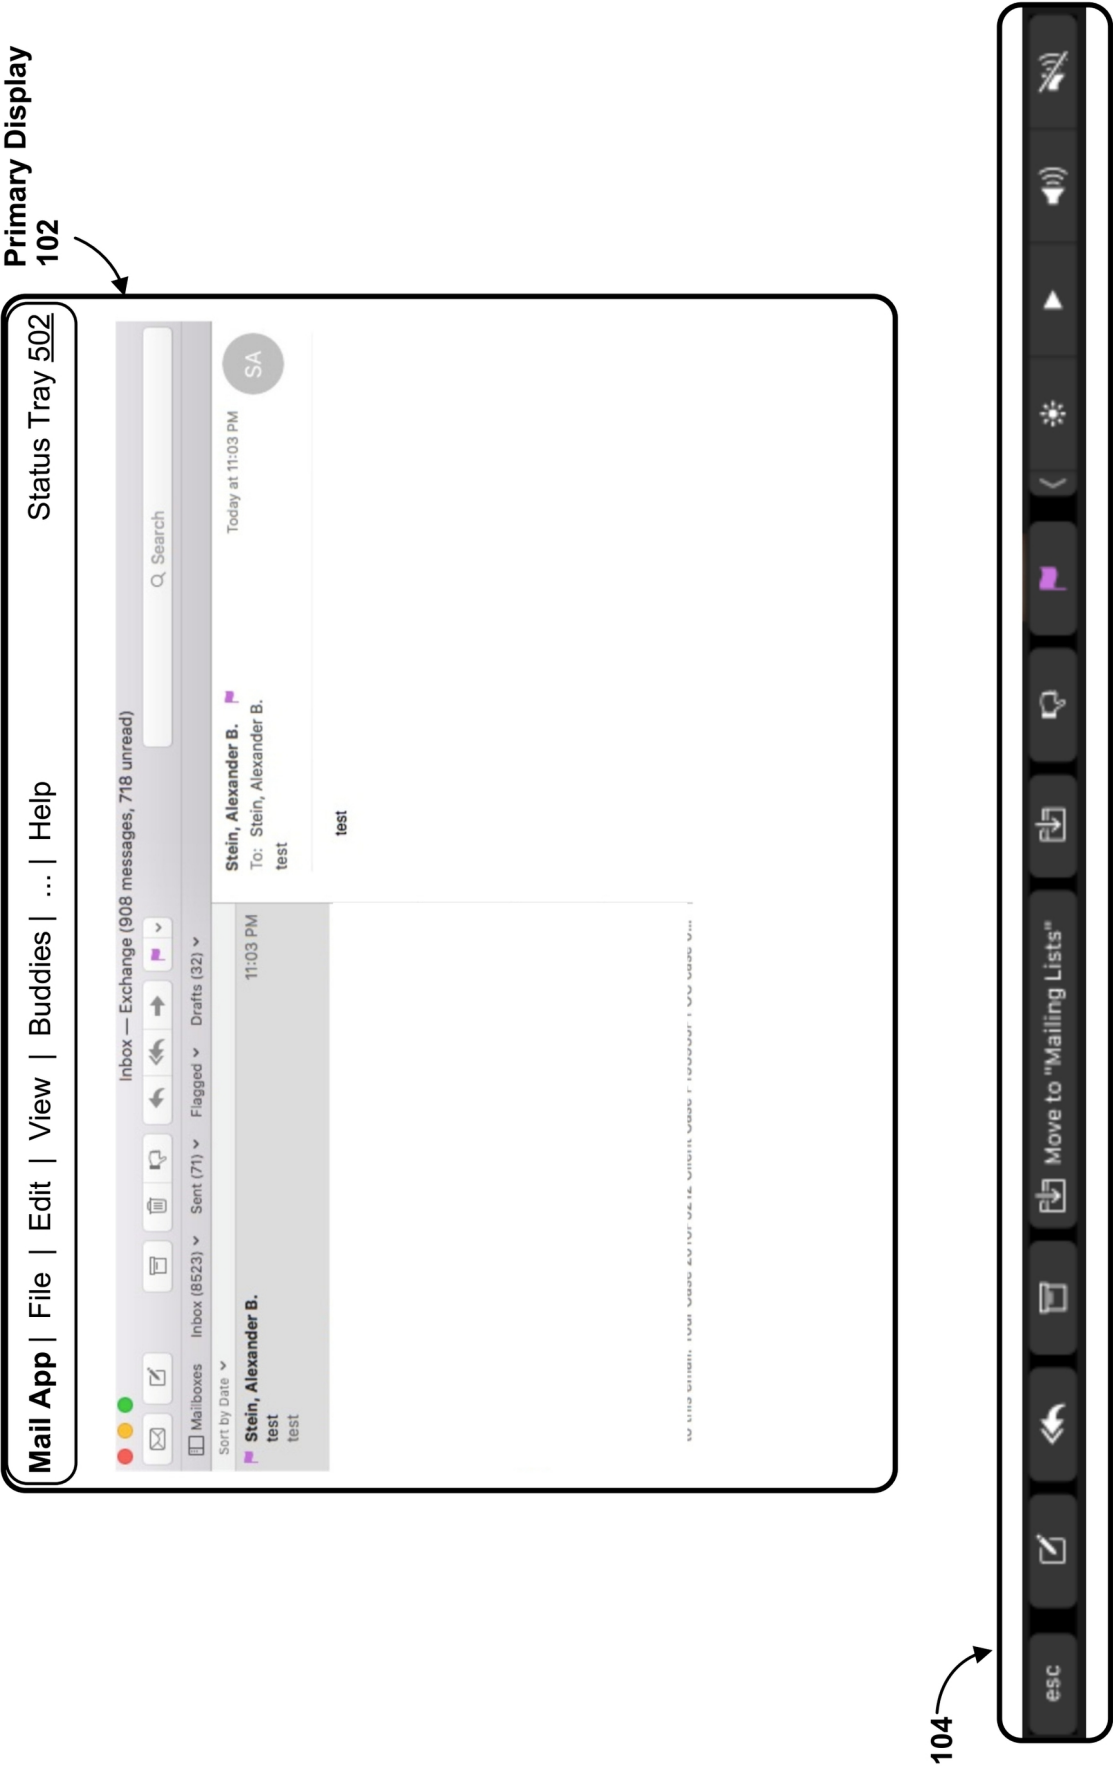 Primary Display
102
Mail App | File | Edit | View | Buddies | ... | Help
Status Tray 502
Inbox — Exchange (908 messages, 718 unread)
Search
Mailboxes Inbox (8523) Sent (71) Flagged Drafts (32)
Sort by Date
Stein, Alexander B. 11:03 PM
test
test
Stein, Alexander B. Today at 11:03 PM
SA
To: Stein, Alexander B.
test
test
104
esc
Move to "Mailing Lists"